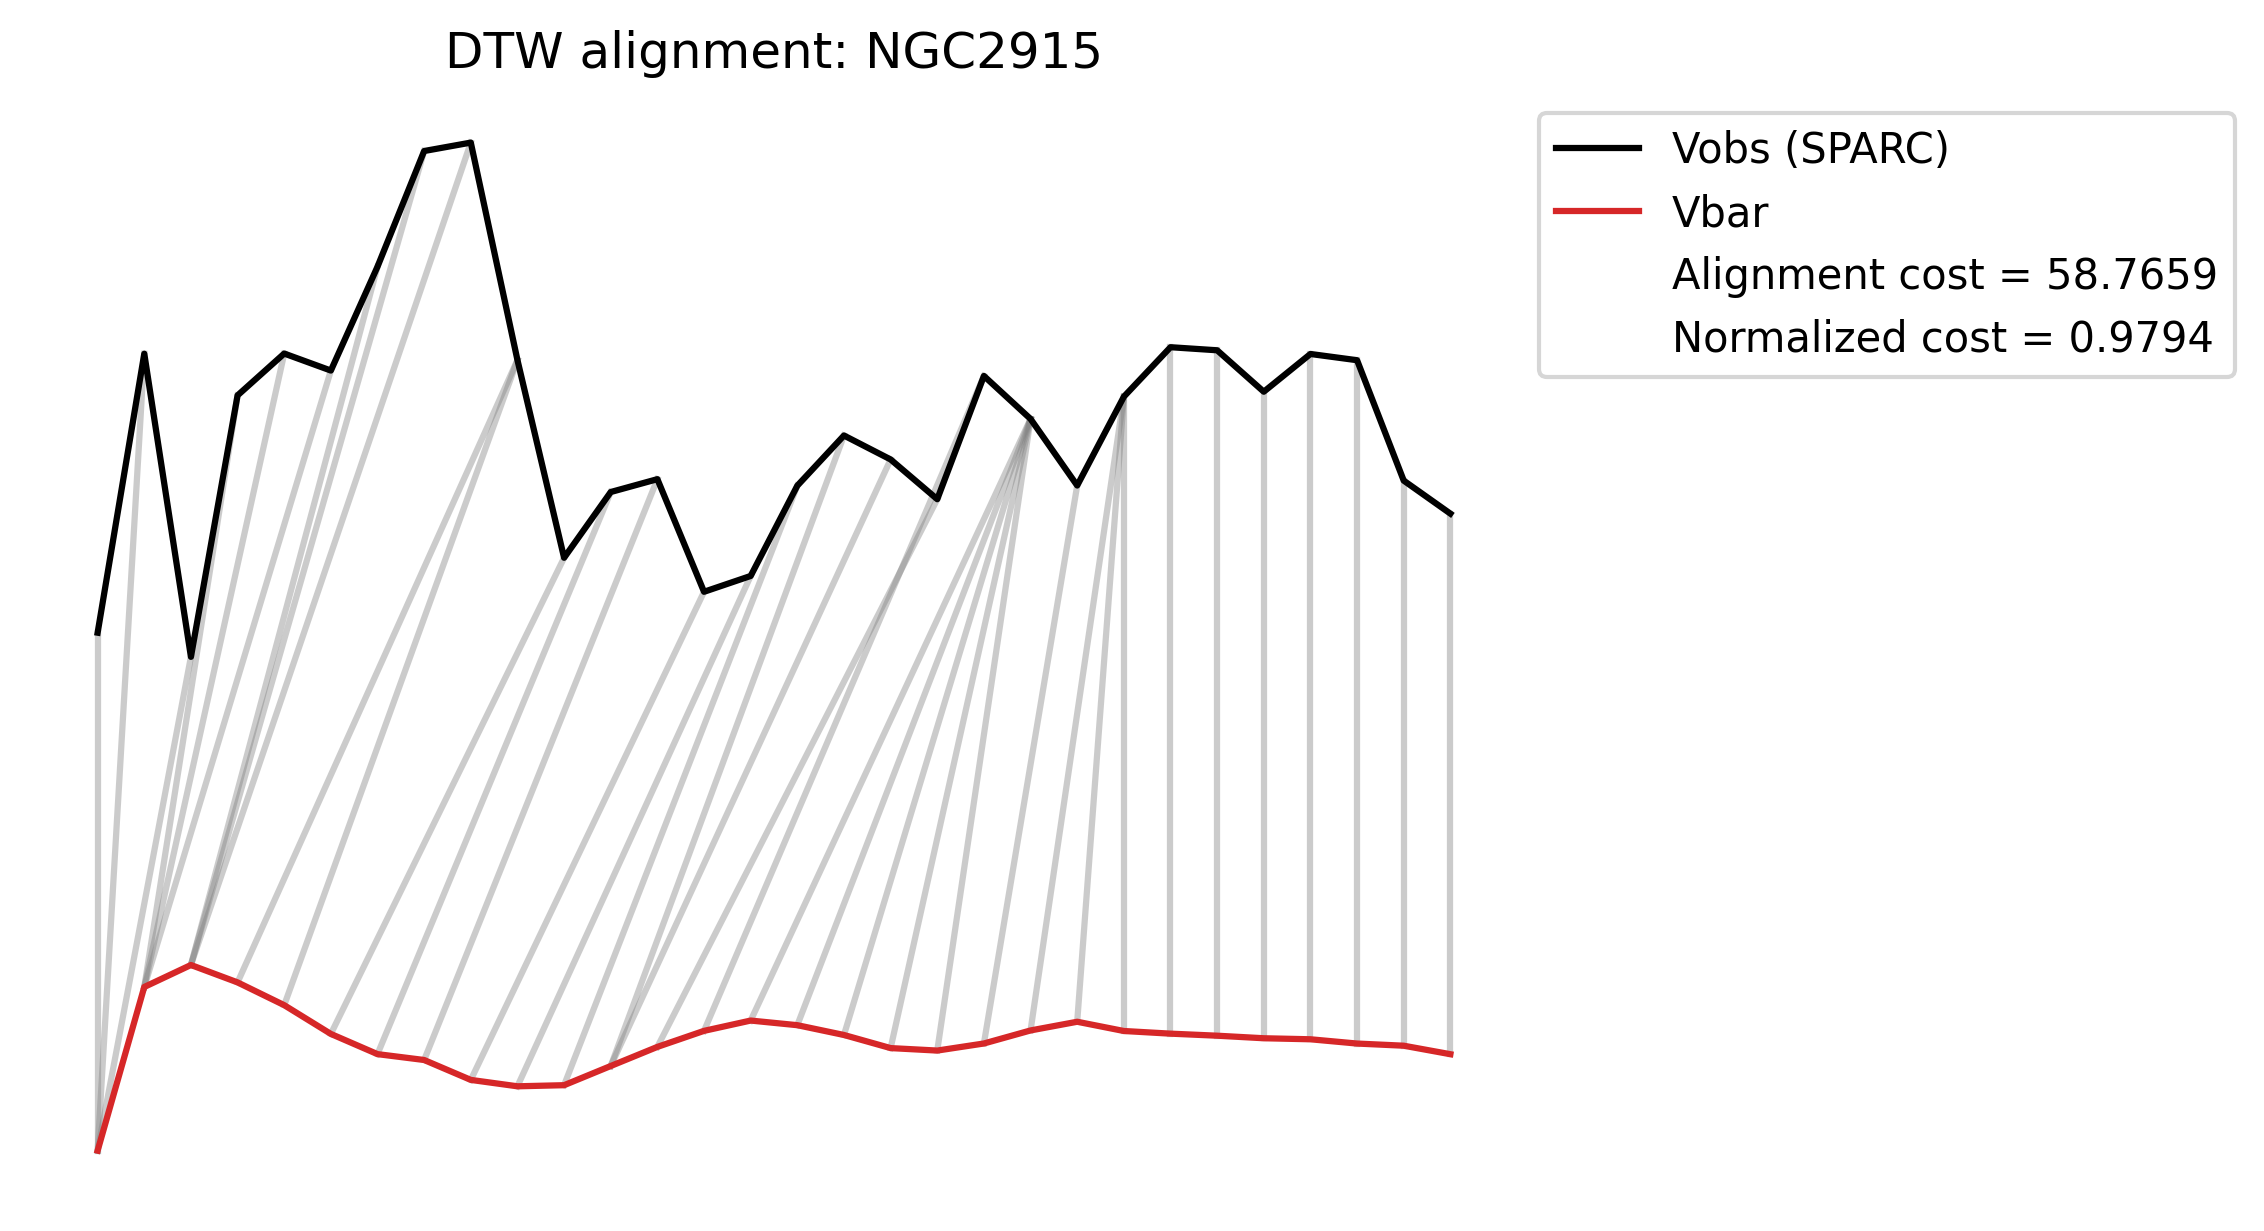 DTW alignment: NGC2915
Vobs (SPARC)
Vbar
Alignment cost = 58.7659
Normalized cost = 0.9794